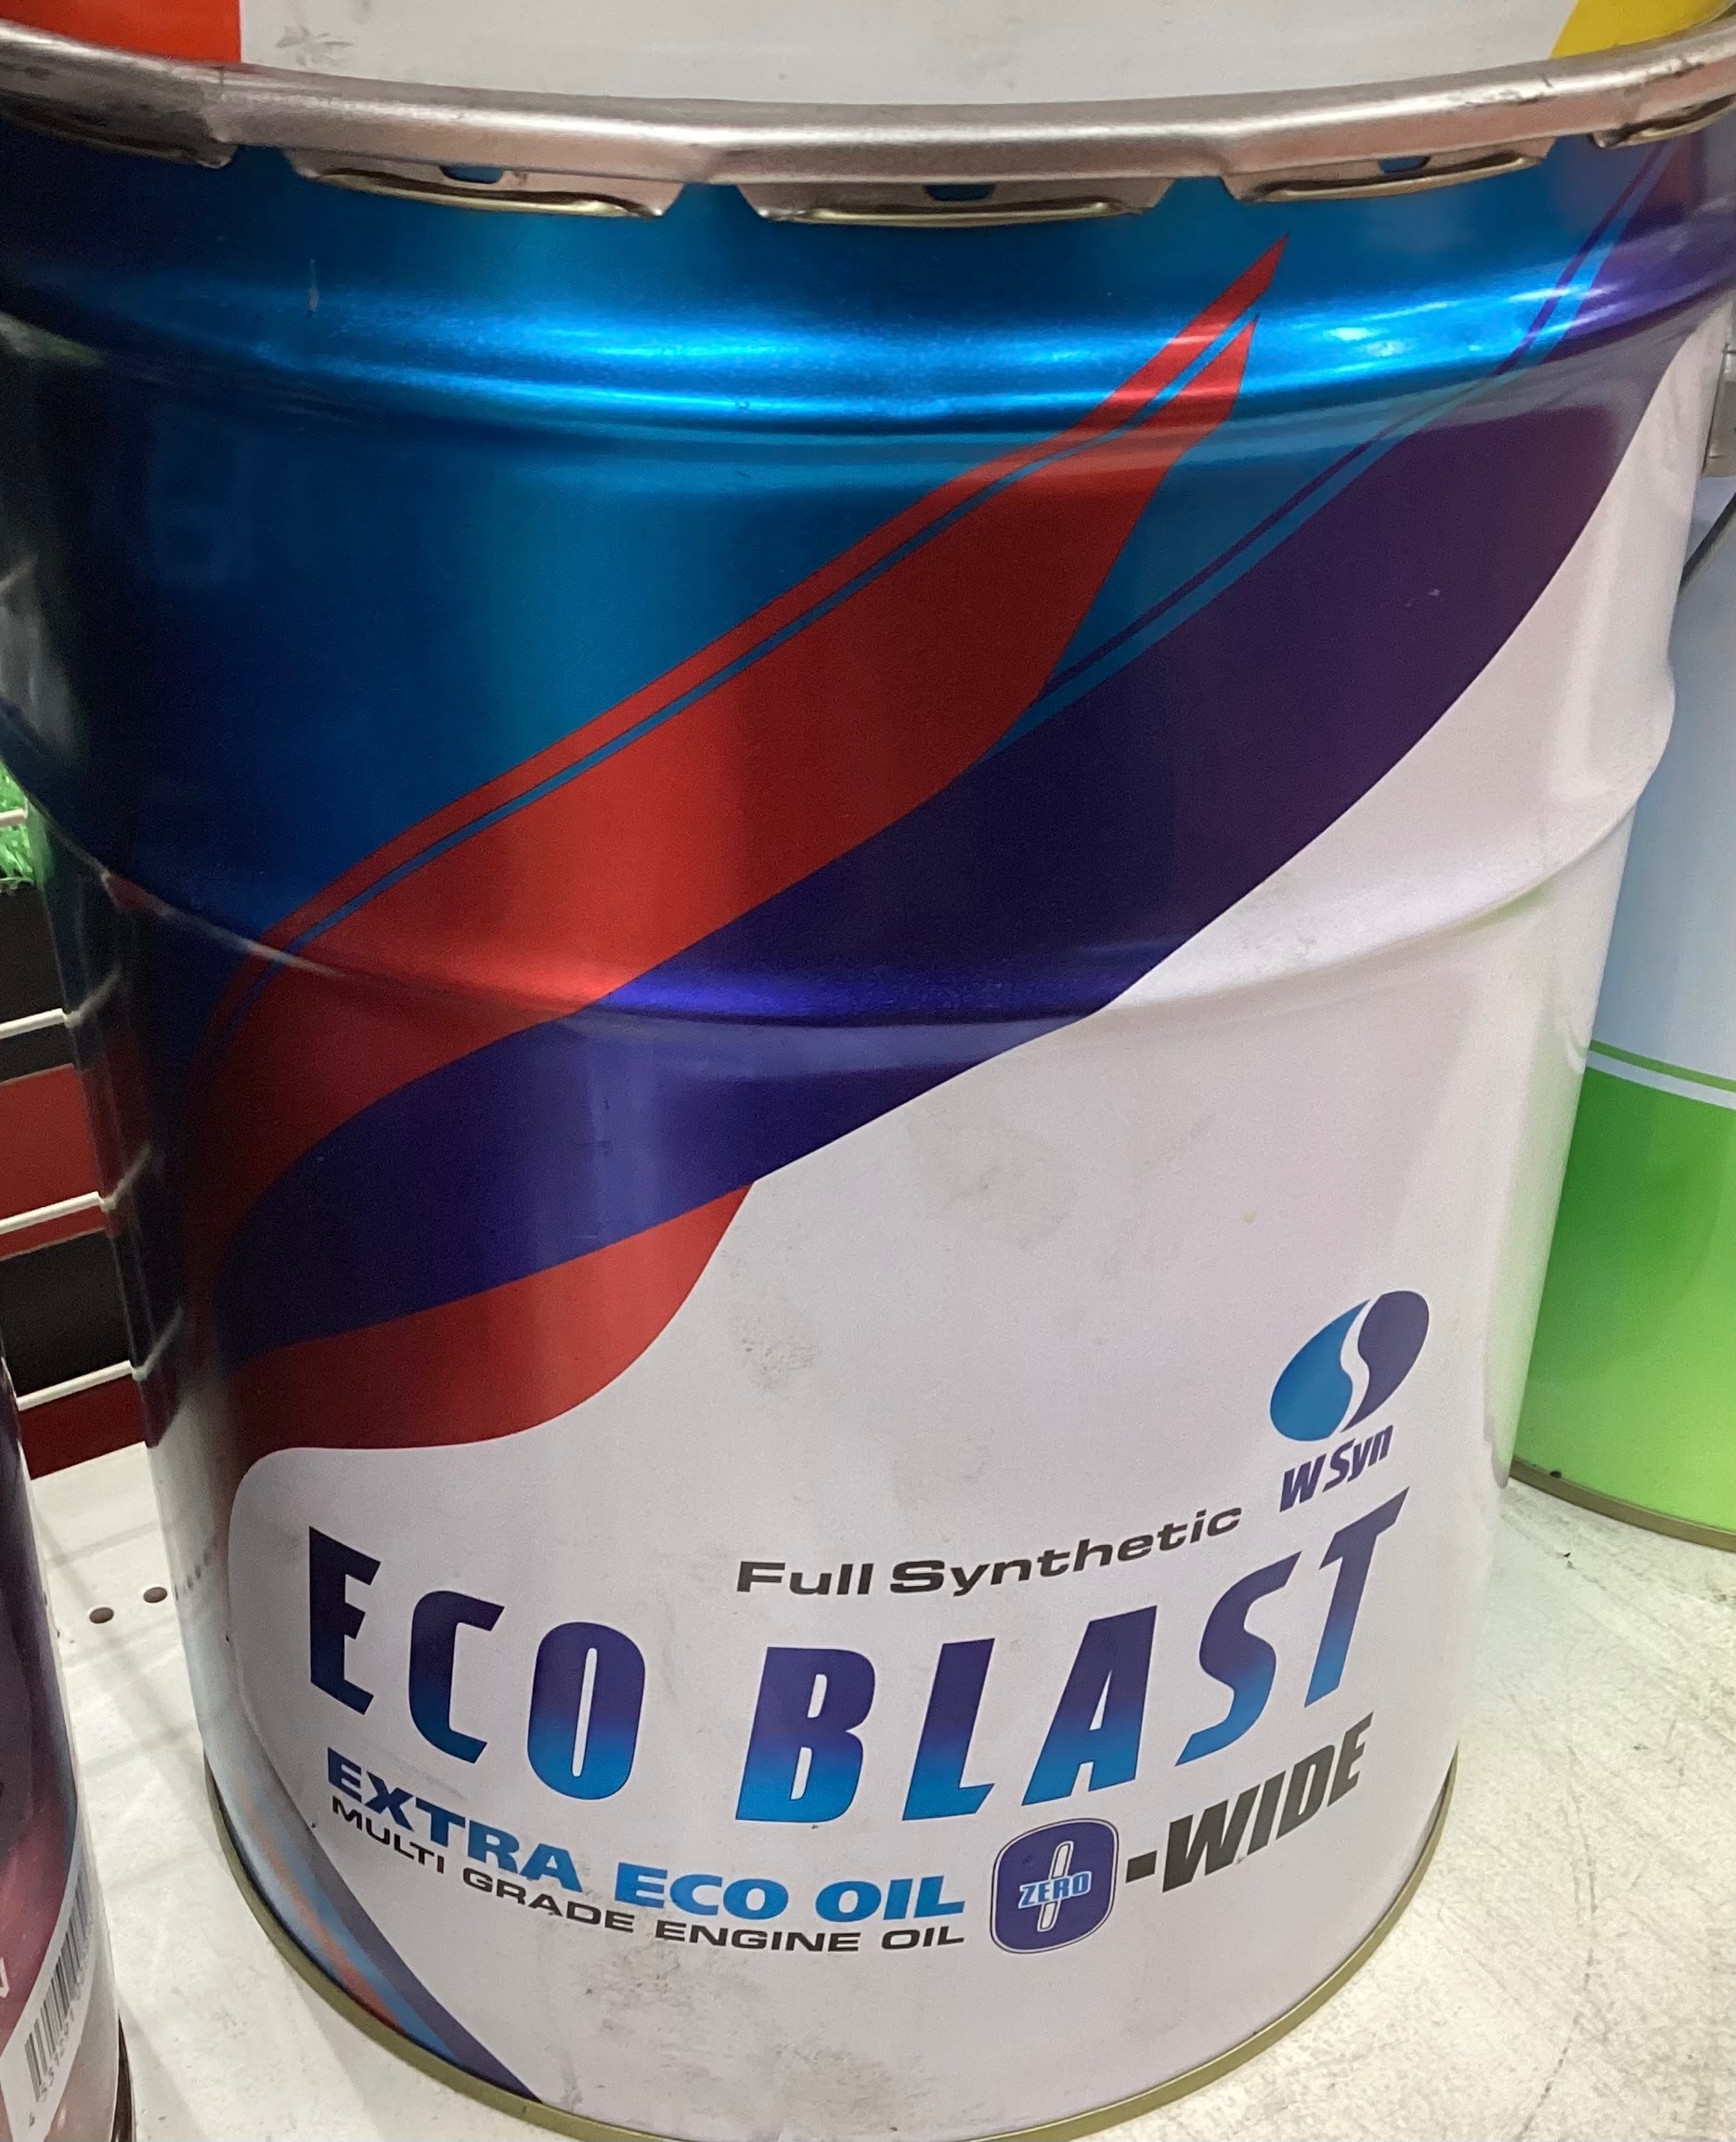 W Syn
Full Synthetic
ECO BLAST
EXTRA ECO OIL
MULTI GRADE ENGINE OIL
0-WIDE
ZERO